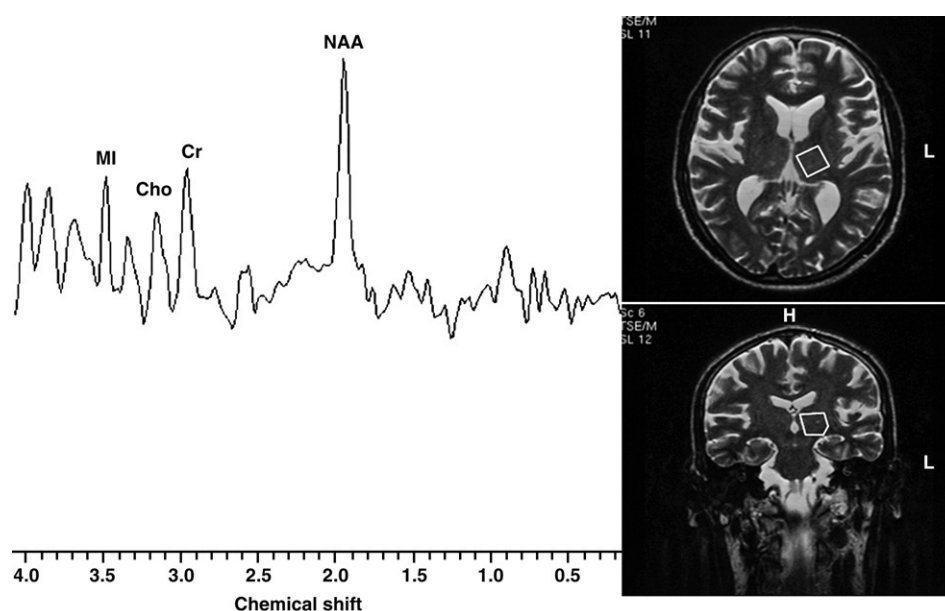 NAA
MI
Cho
Cr
4.0 3.5 3.0 2.5 2.0 1.5 1.0 0.5
Chemical shift
TSE/M
SL 11
L
H
Sc 6
TSE/M
SL 12
L